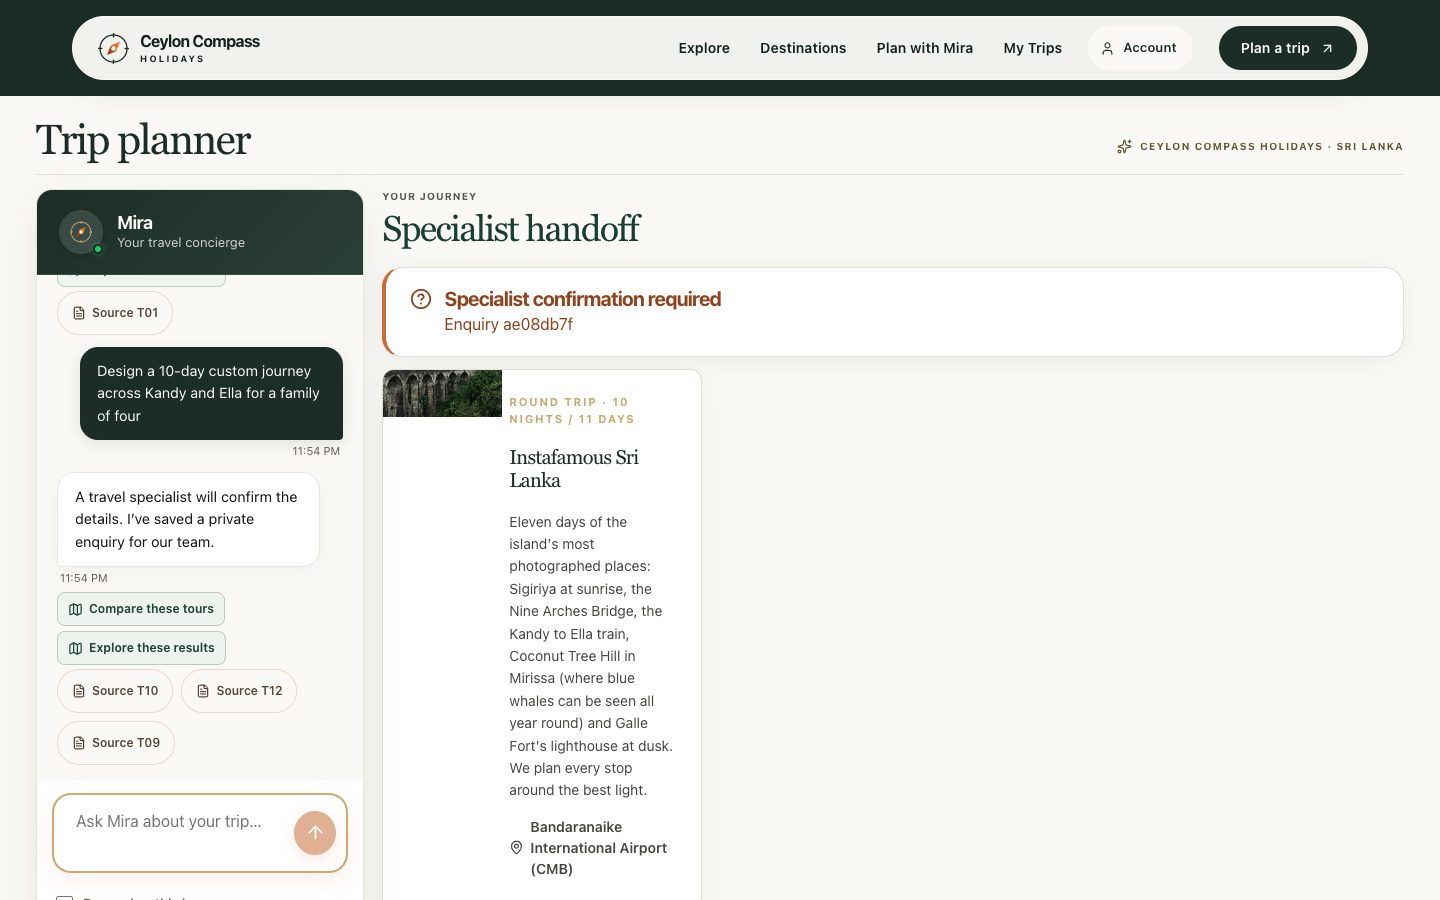 Ceylon Compass
HOLIDAYS
Explore
Destinations
Plan with Mira
My Trips
Account
Plan a trip
Trip planner
CEYLON COMPASS HOLIDAYS · SRI LANKA
Mira
Your travel concierge
Source T01
Design a 10-day custom journey
across Kandy and Ella for a family
of four
11:54 PM
A travel specialist will confirm the
details. I’ve saved a private
enquiry for our team.
11:54 PM
Compare these tours
Explore these results
Source T10
Source T12
Source T09
Ask Mira about your trip...
YOUR JOURNEY
Specialist handoff
Specialist confirmation required
Enquiry ae08db7f
ROUND TRIP · 10
NIGHTS / 11 DAYS
Instafamous Sri
Lanka
Eleven days of the
island's most
photographed places:
Sigiriya at sunrise, the
Nine Arches Bridge, the
Kandy to Ella train,
Coconut Tree Hill in
Mirissa (where blue
whales can be seen all
year round) and Galle
Fort's lighthouse at dusk.
We plan every stop
around the best light.
Bandaranaike
International Airport
(CMB)